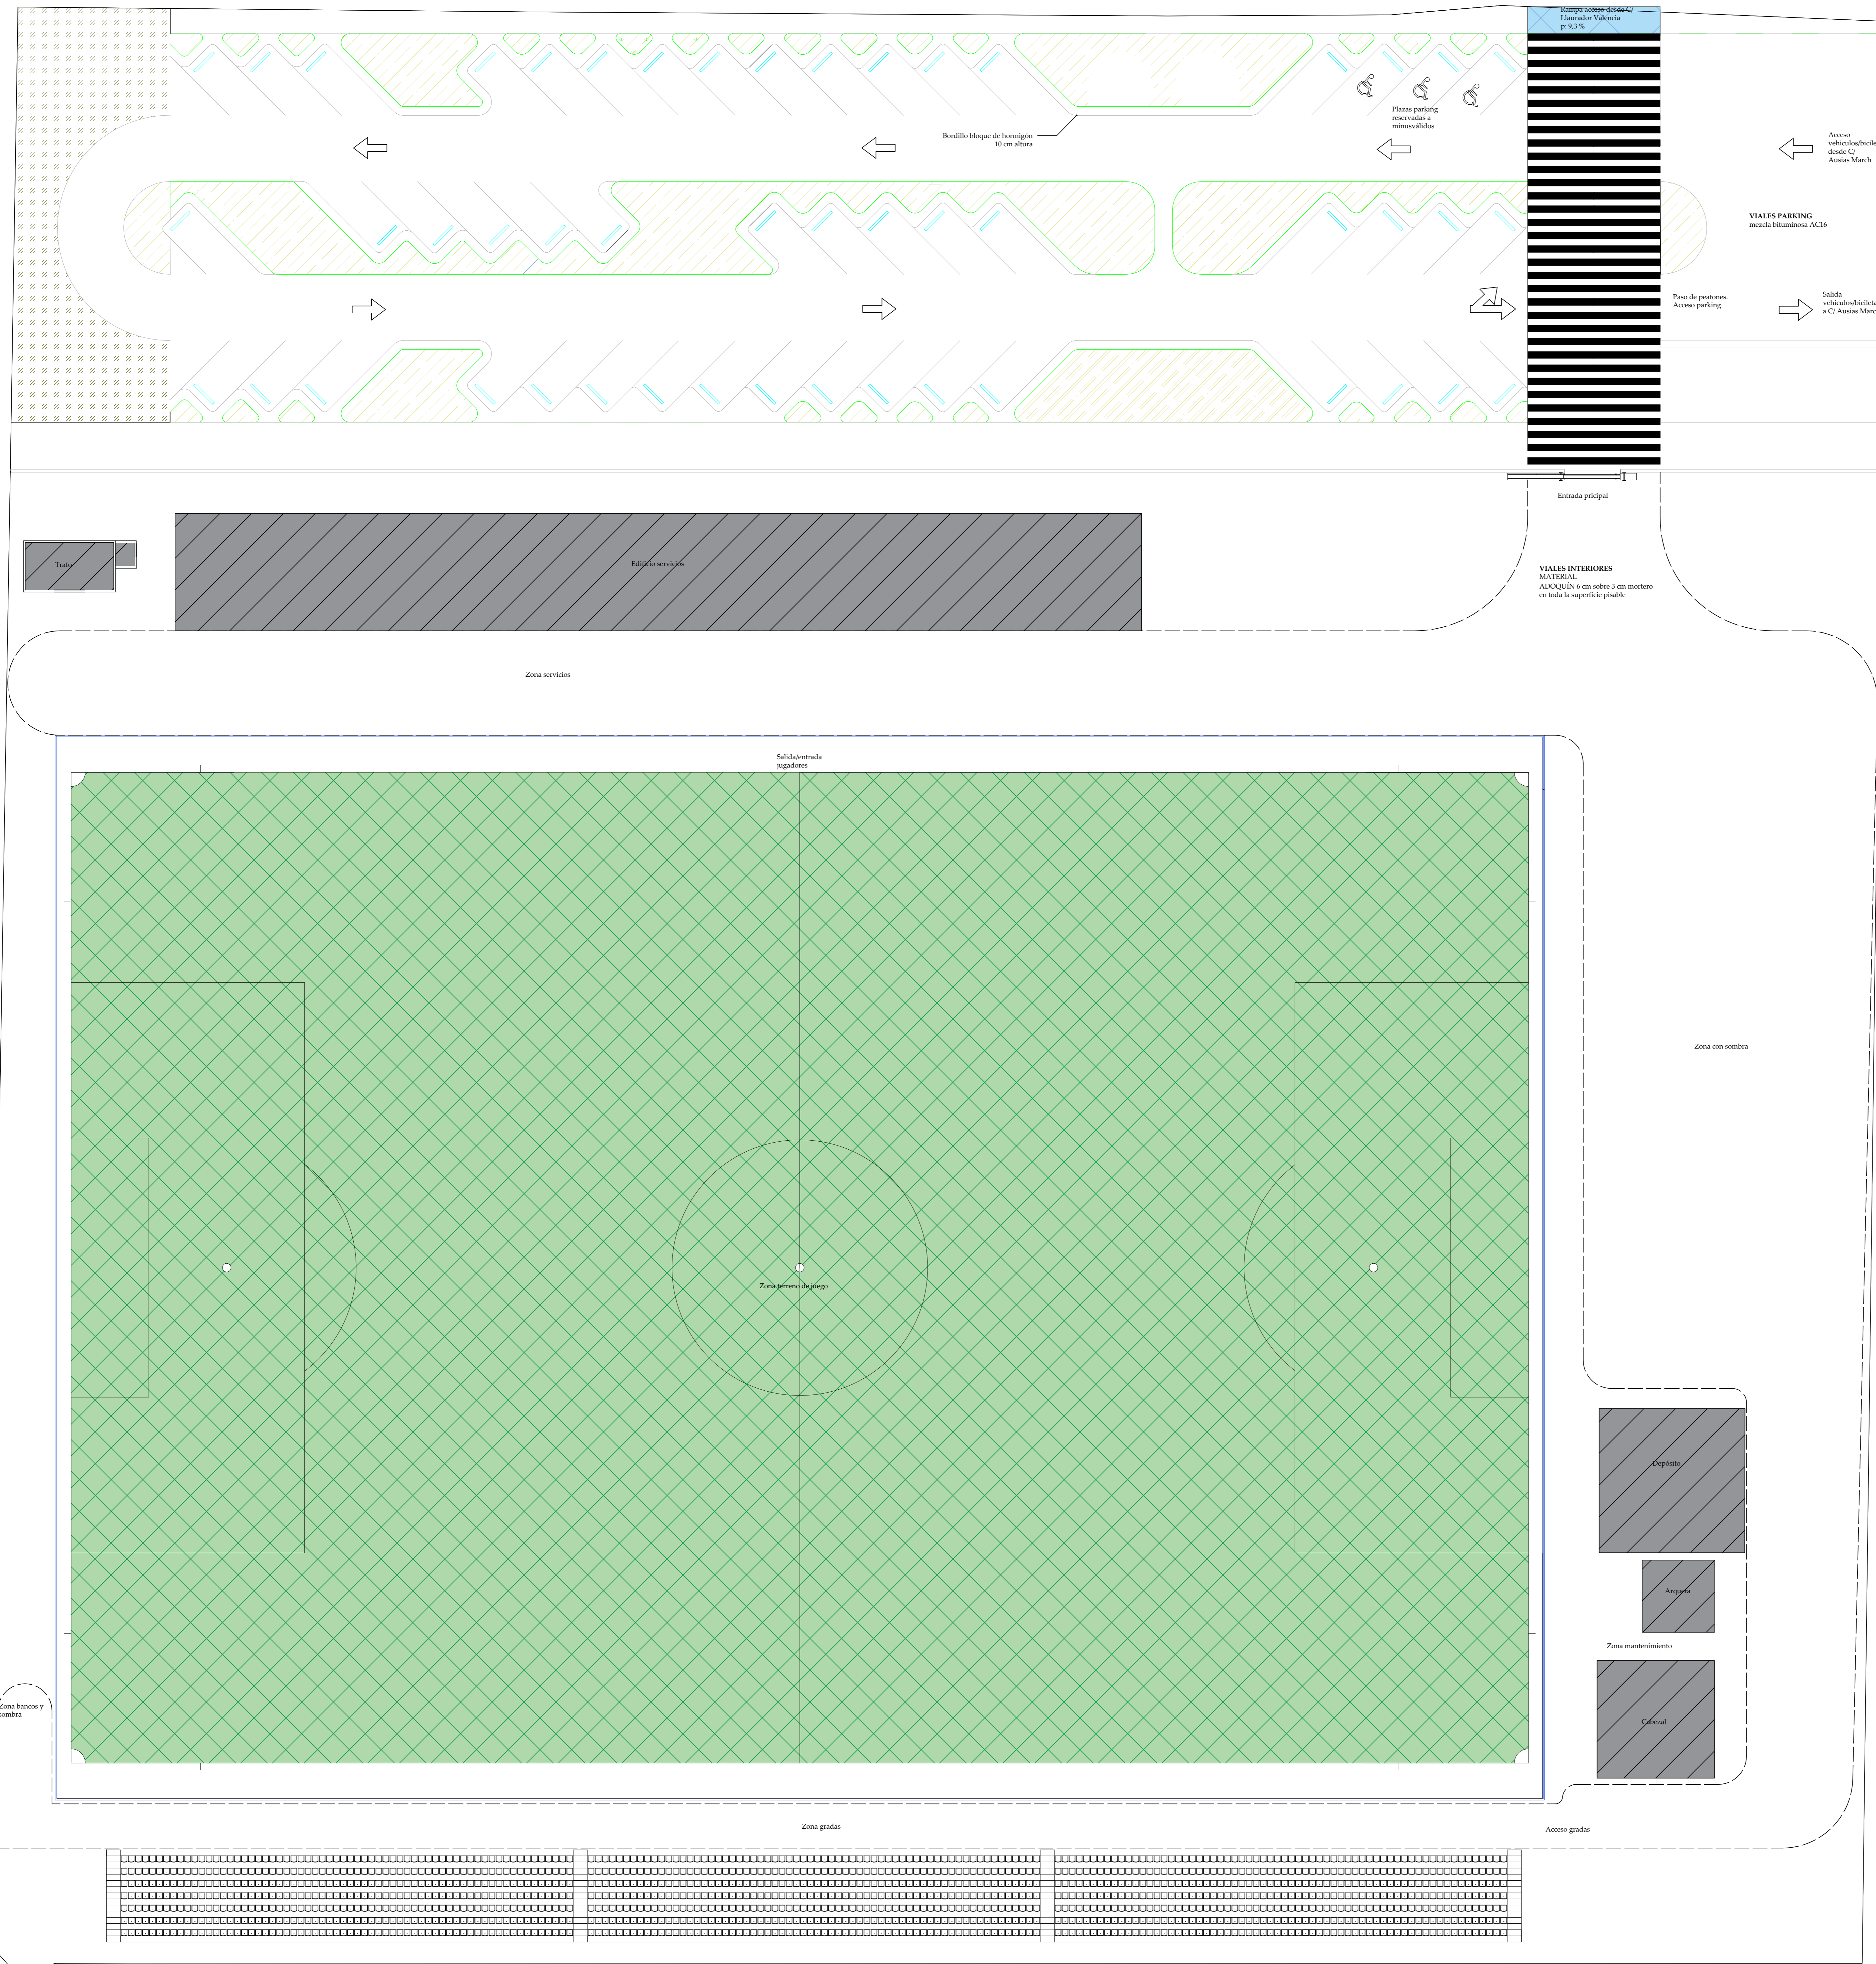 Rampa acceso desde C/
Llaurador Valencia
p: 9,3 %
Plazas parking
reservadas a
minusválidos
Bordillo bloque de hormigón
10 cm altura
Acceso
vehiculos/bicile
desde C/
Ausias March
VIALES PARKING
mezcla bituminosa AC16
Paso de peatones.
Acceso parking
Salida
vehiculos/bicileta
a C/ Ausias Marc
Entrada pricipal
Trafo
Edificio servicios
VIALES INTERIORES
MATERIAL
ADOQUÍN 6 cm sobre 3 cm mortero
en toda la superficie pisable
Zona servicios
Salida/entrada
jugadores
Zona con sombra
Zona terreno de juego
Depósito
Arqueta
Zona mantenimiento
Zona bancos y
sombra
Cabezal
Zona gradas
Acceso gradas